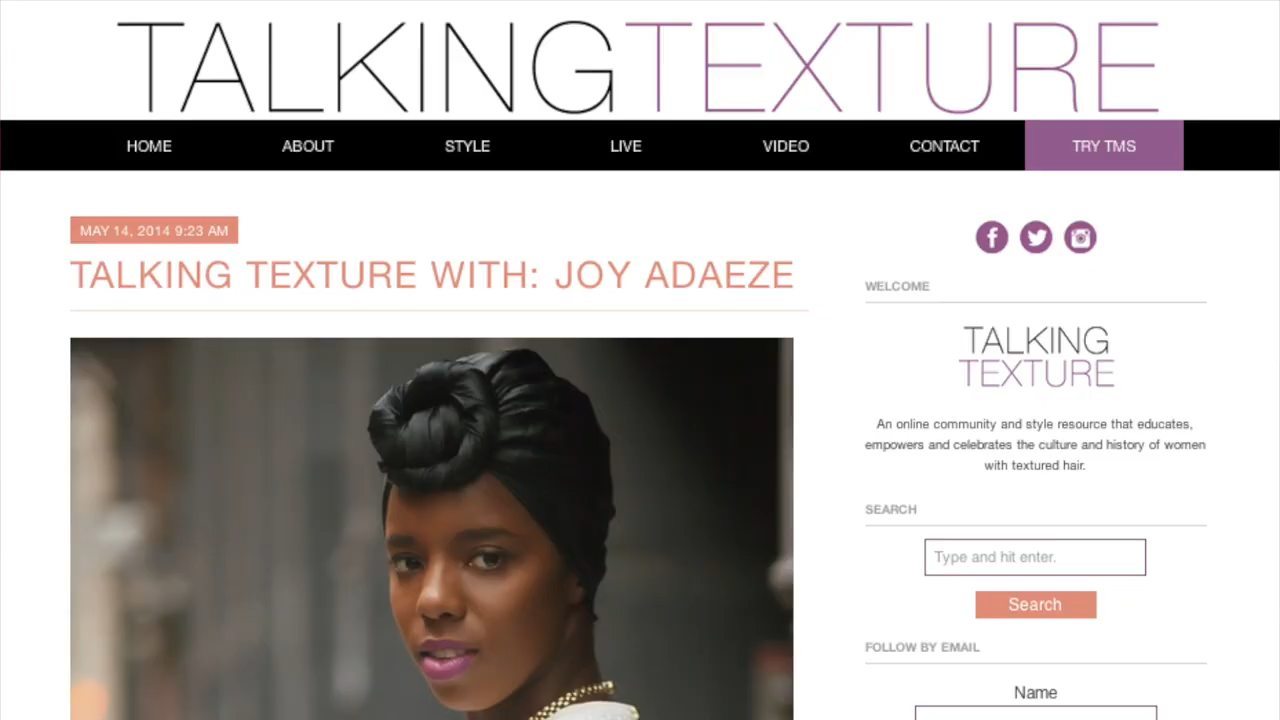 TALKINGTEXTURE
HOME ABOUT STYLE LIVE VIDEO CONTACT TRY TMS
MAY 14, 2014 9:23 AM
TALKING TEXTURE WITH: JOY ADAEZE
WELCOME
TALKING
TEXTURE
An online community and style resource that educates,
empowers and celebrates the culture and history of women
with textured hair.
SEARCH
Type and hit enter.
Search
FOLLOW BY EMAIL
Name